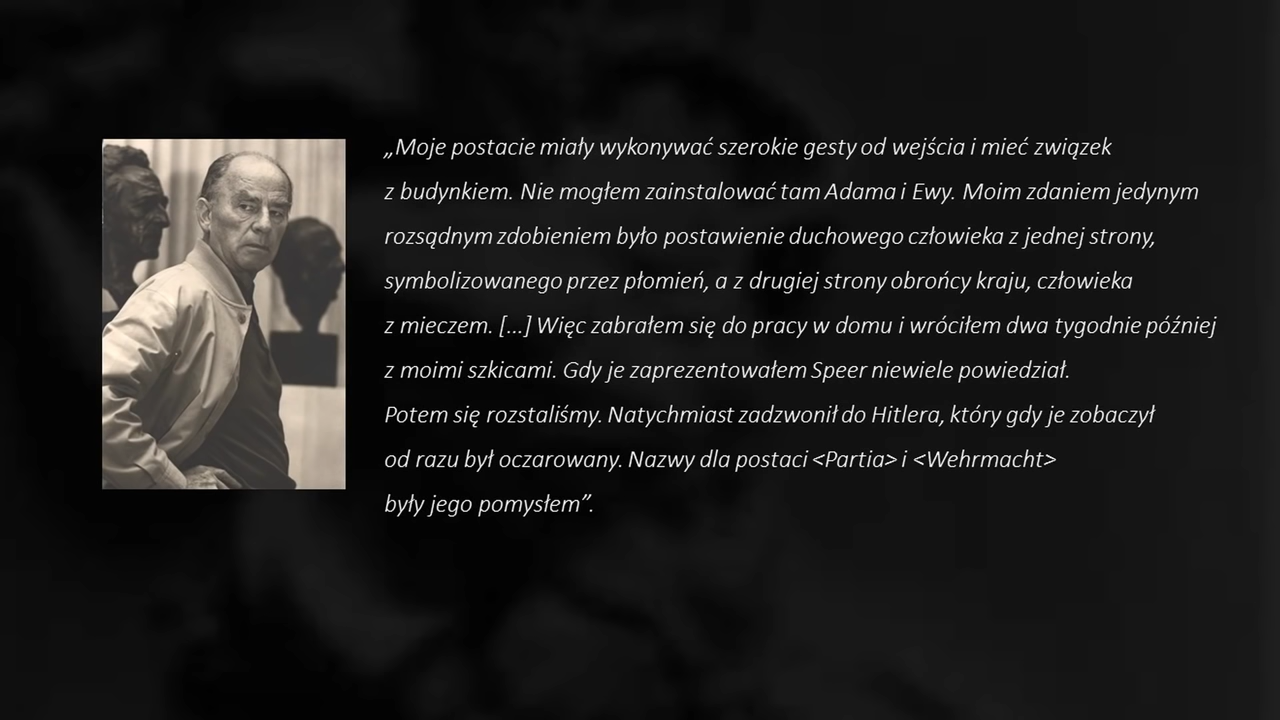 „Moje postacie miały wykonywać szerokie gesty od wejścia i mieć związek
z budynkiem. Nie mogłem zainstalować tam Adama i Ewy. Moim zdaniem jedynym
rozsądnym zdobieniem było postawienie duchowego człowieka z jednej strony,
symbolizowanego przez płomień, a z drugiej strony obrońcy kraju, człowieka
z mieczem. [...] Więc zabrałem się do pracy w domu i wróciłem dwa tygodnie później
z moimi szkicami. Gdy je zaprezentowałem Speer niewiele powiedział.
Potem się rozstaliśmy. Natychmiast zadzwonił do Hitlera, który gdy je zobaczył
od razu był oczarowany. Nazwy dla postaci <Partia> i <Wehrmacht>
były jego pomysłem”.